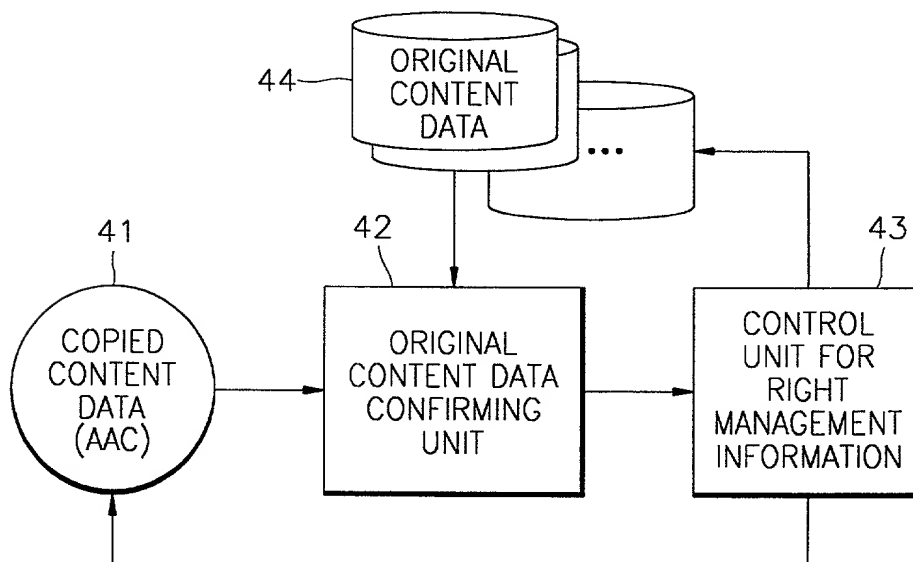 44
ORIGINAL
CONTENT
DATA
...
41
42
43
COPIED
CONTENT
DATA
(AAC)
ORIGINAL
CONTENT DATA
CONFIRMING
UNIT
CONTROL
UNIT FOR
RIGHT
MANAGEMENT
INFORMATION